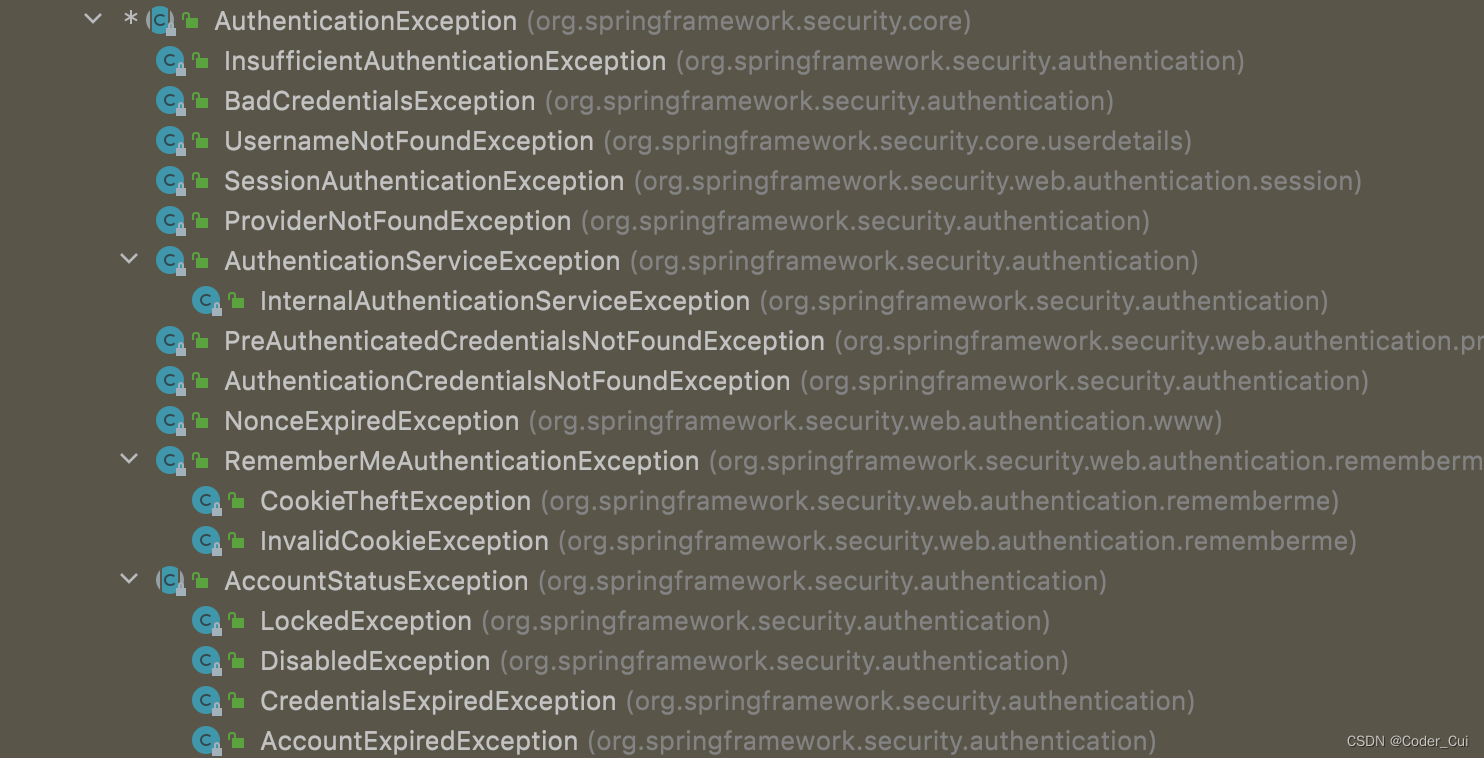 * AuthenticationException (org.springframework.security.core)
InsufficientAuthenticationException (org.springframework.security.authentication)
BadCredentialsException (org.springframework.security.authentication)
UsernameNotFoundException (org.springframework.security.core.userdetails)
SessionAuthenticationException (org.springframework.security.web.authentication.session)
ProviderNotFoundException (org.springframework.security.authentication)
AuthenticationServiceException (org.springframework.security.authentication)
InternalAuthenticationServiceException (org.springframework.security.authentication)
PreAuthenticatedCredentialsNotFoundException (org.springframework.security.web.authentication.pr
AuthenticationCredentialsNotFoundException (org.springframework.security.authentication)
NonceExpiredException (org.springframework.security.web.authentication.www)
RememberMeAuthenticationException (org.springframework.security.web.authentication.rememberm
CookieTheftException (org.springframework.security.web.authentication.rememberme)
InvalidCookieException (org.springframework.security.web.authentication.rememberme)
AccountStatusException (org.springframework.security.authentication)
LockedException (org.springframework.security.authentication)
DisabledException (org.springframework.security.authentication)
CredentialsExpiredException (org.springframework.security.authentication)
AccountExpiredException (org.springframework.security.authentication)
CSDN @Coder_Cui